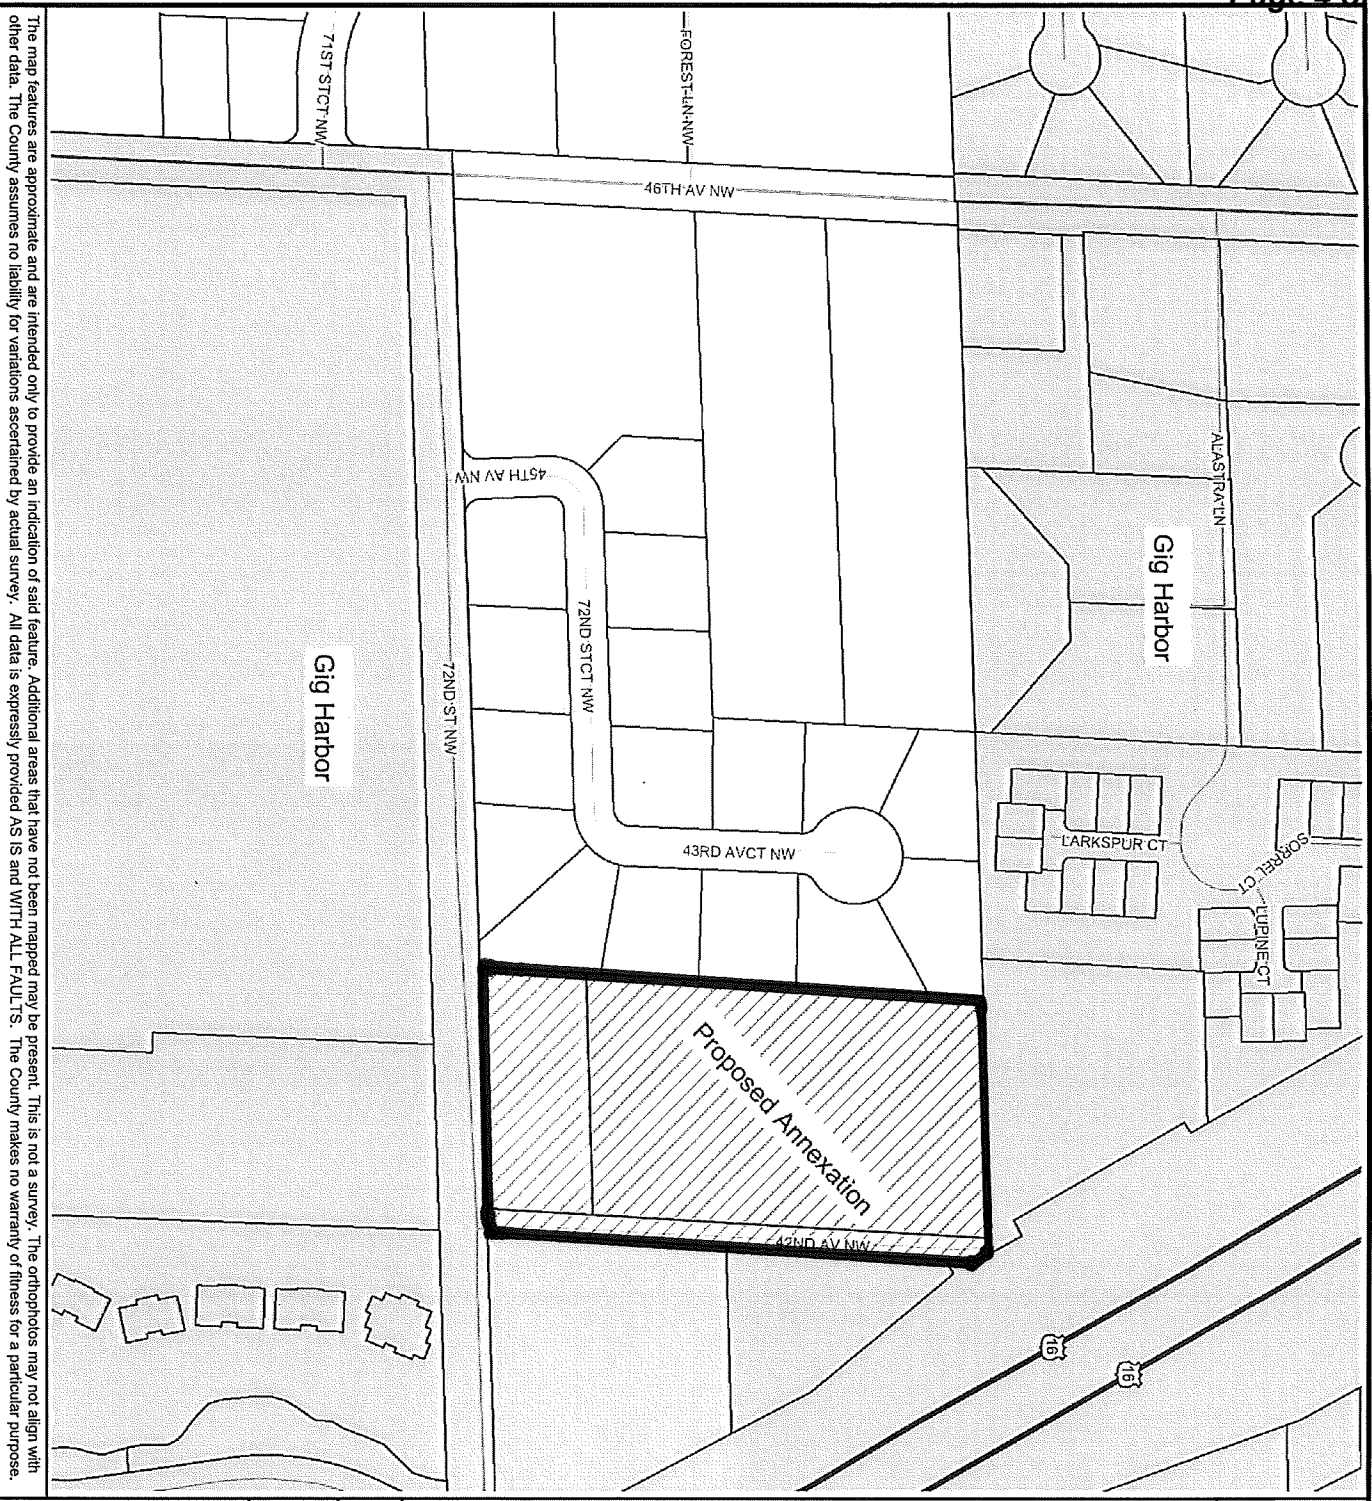 71ST STCT NW
FOREST LN NW
46TH AV NW
ALASTRA LN
Gig Harbor
45TH AV NW
72ND STCT NW
72ND ST NW
Gig Harbor
43RD AVCT NW
LARKSPUR CT
SORREL CT
LUPINE CT
Proposed Annexation
42ND AV NW
16
16
The map features are approximate and are intended only to provide an indication of said feature. Additional areas that have not been mapped may be present. This is not a survey. The orthophotos may not align with
other data. The County assumes no liability for variations ascertained by actual survey. All data is expressly provided AS IS and WITH ALL FAULTS. The County makes no warranty of fitness for a particular purpose.